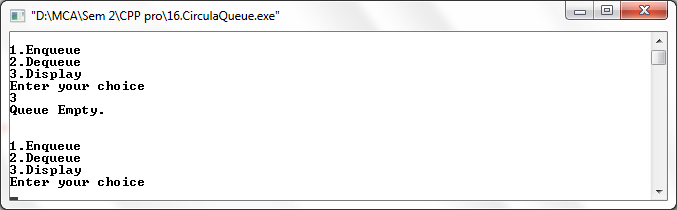 "D:\MCA\Sem 2\CPP pro\16.CirculaQueue.exe"
1.Enqueue
2.Dequeue
3.Display
Enter your choice
3
Queue Empty.
1.Enqueue
2.Dequeue
3.Display
Enter your choice